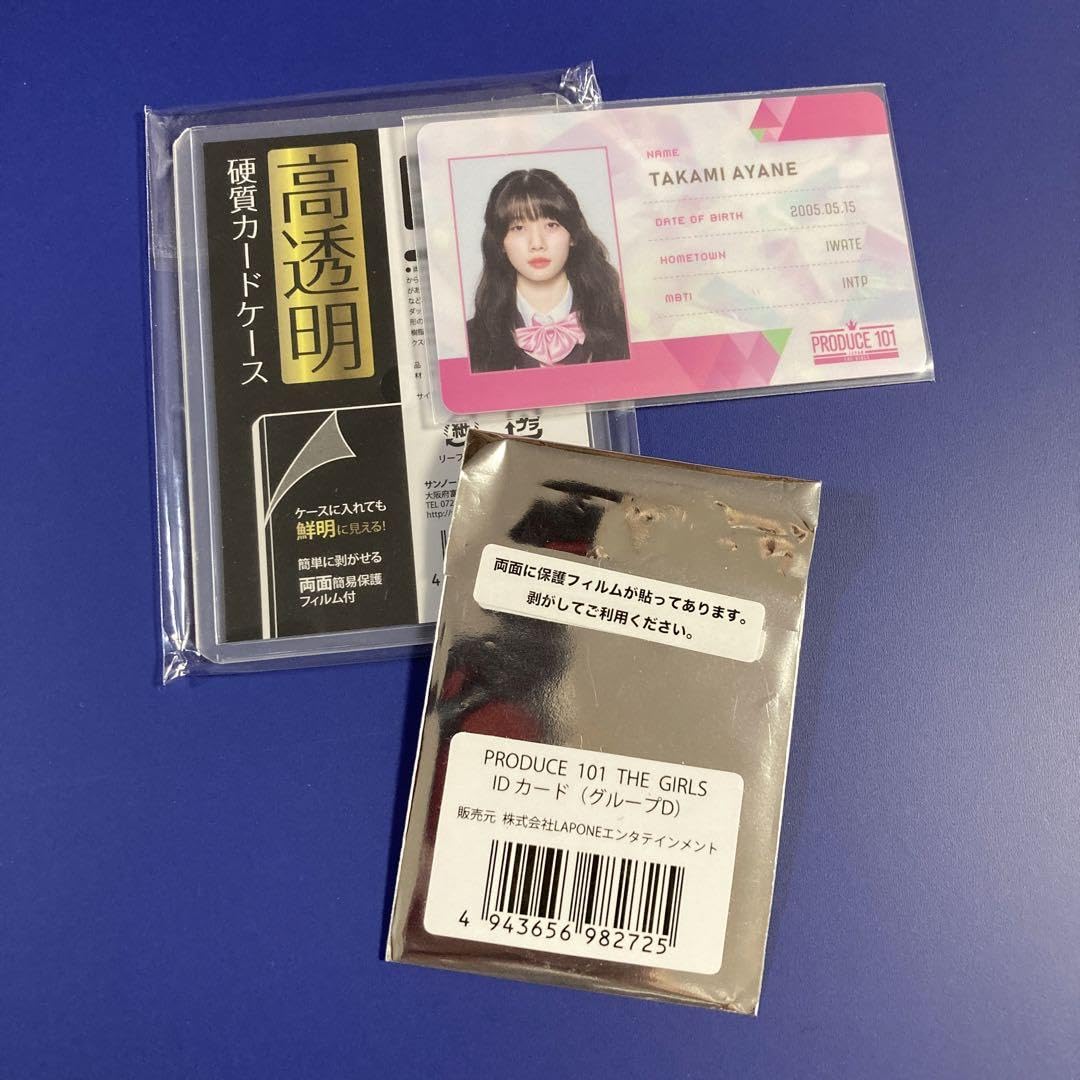 高透明
硬質カードケース
ケースに入れても
鮮明に見える!
簡単に剥がせる
両面簡易保護
フィルム付
紙
プラ
NAME
TAKAMI AYANE
DATE OF BIRTH 2005.05.15
HOMETOWN IWATE
MBTI INTP
PRODUCE 101
JAPAN
THE GIRLS
両面に保護フィルムが貼ってあります。
剥がしてご利用ください。
PRODUCE 101 THE GIRLS
IDカード（グループD）
販売元 株式会社LAPONEエンタテインメント
4 943656 982725